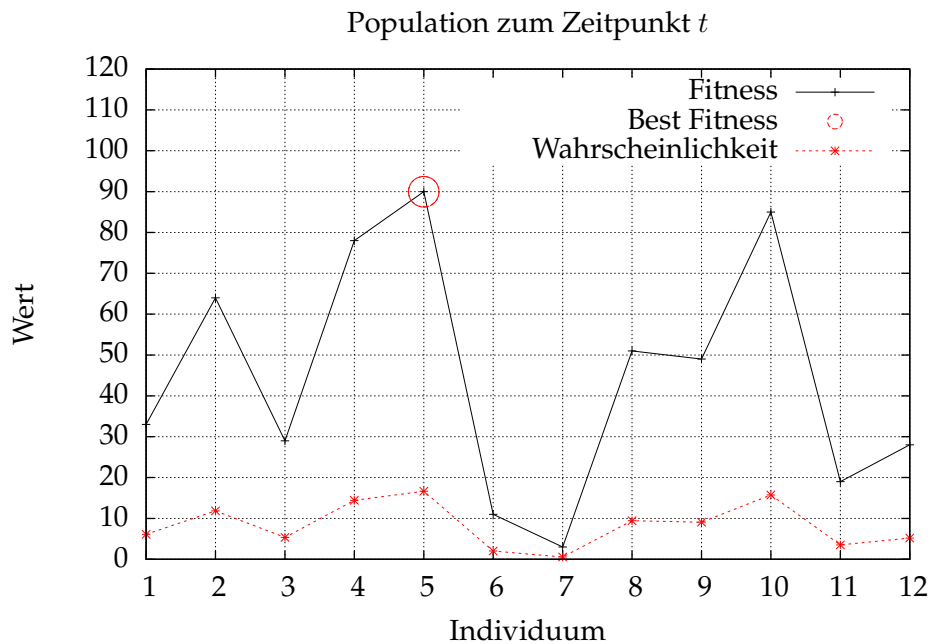 Population zum Zeitpunkt t
Fitness
Best Fitness
Wahrscheinlichkeit
Wert
120
110
100
90
80
70
60
50
40
30
20
10
0
1 2 3 4 5 6 7 8 9 10 11 12
Individuum